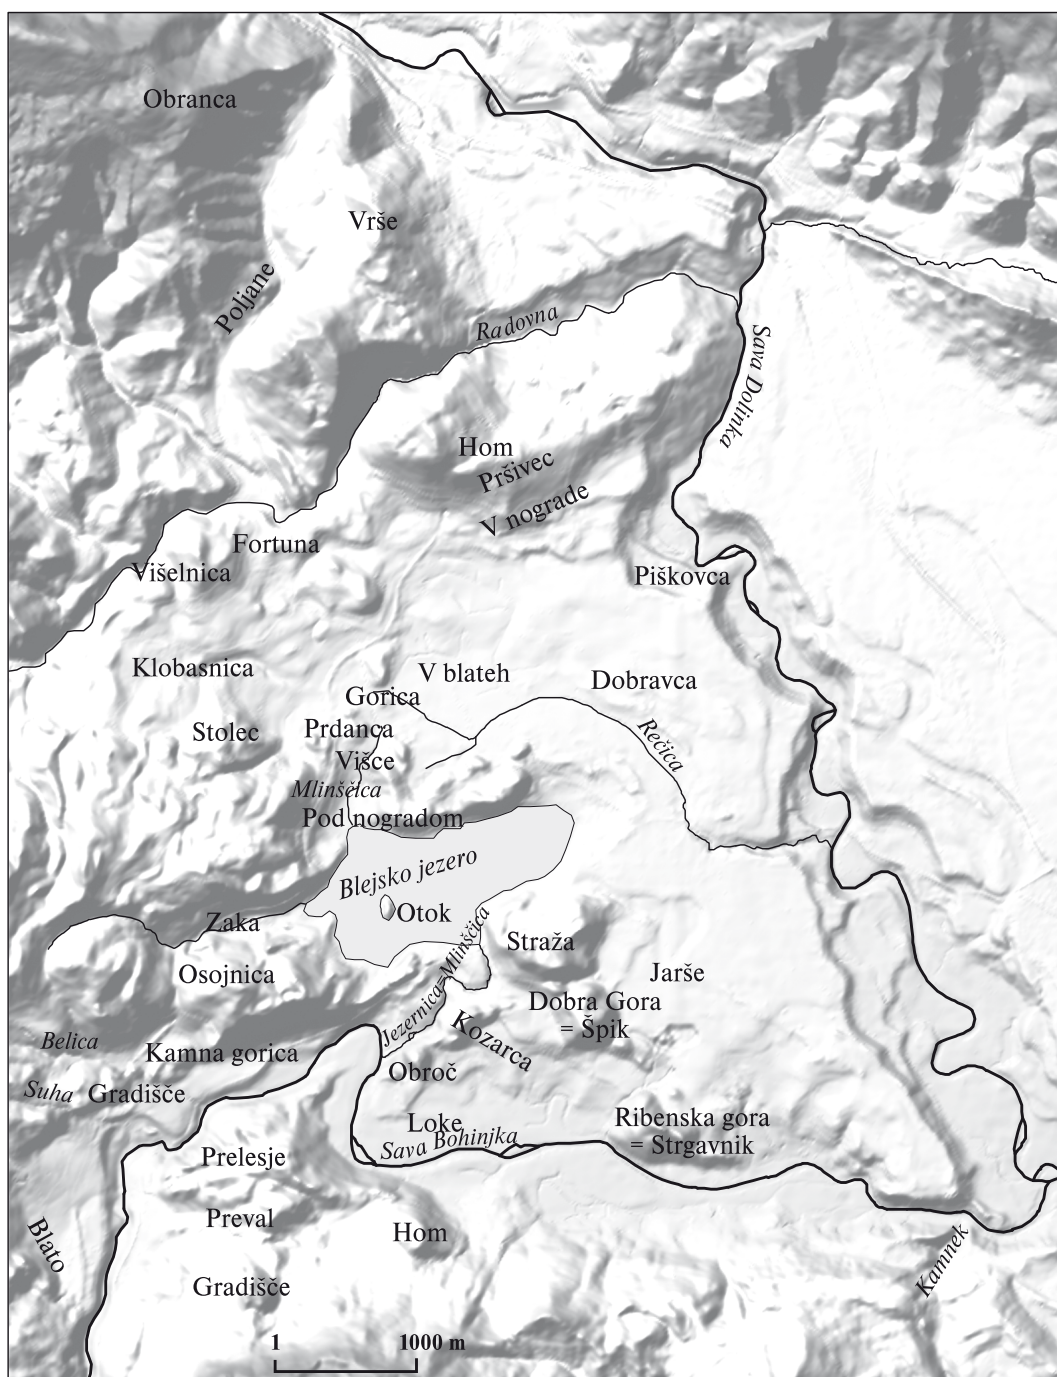 Obranca
Vrše
Poljane
Radovna
Sava Dolinka
Hom
Pršivec
V nograde
Fortuna
Višelnica
Piškovca
Klobasnica
V blateh
Dobravca
Gorica
Stolec
Prdanca
Rečica
Višce
Mlinščica
Pod nogradom
Blejsko jezero
Otok
Zaka
Straža
Osojnica
Jezernica=Mlinščica
Jarše
Dobra Gora
= Špik
Kozarca
Belica
Kamna gorica
Obroč
Suha
Gradišče
Loke
Ribenska gora
= Strgavnik
Sava Bohinjka
Prelesje
Preval
Hom
Blato
Kamnek
Gradišče
1 1000 m